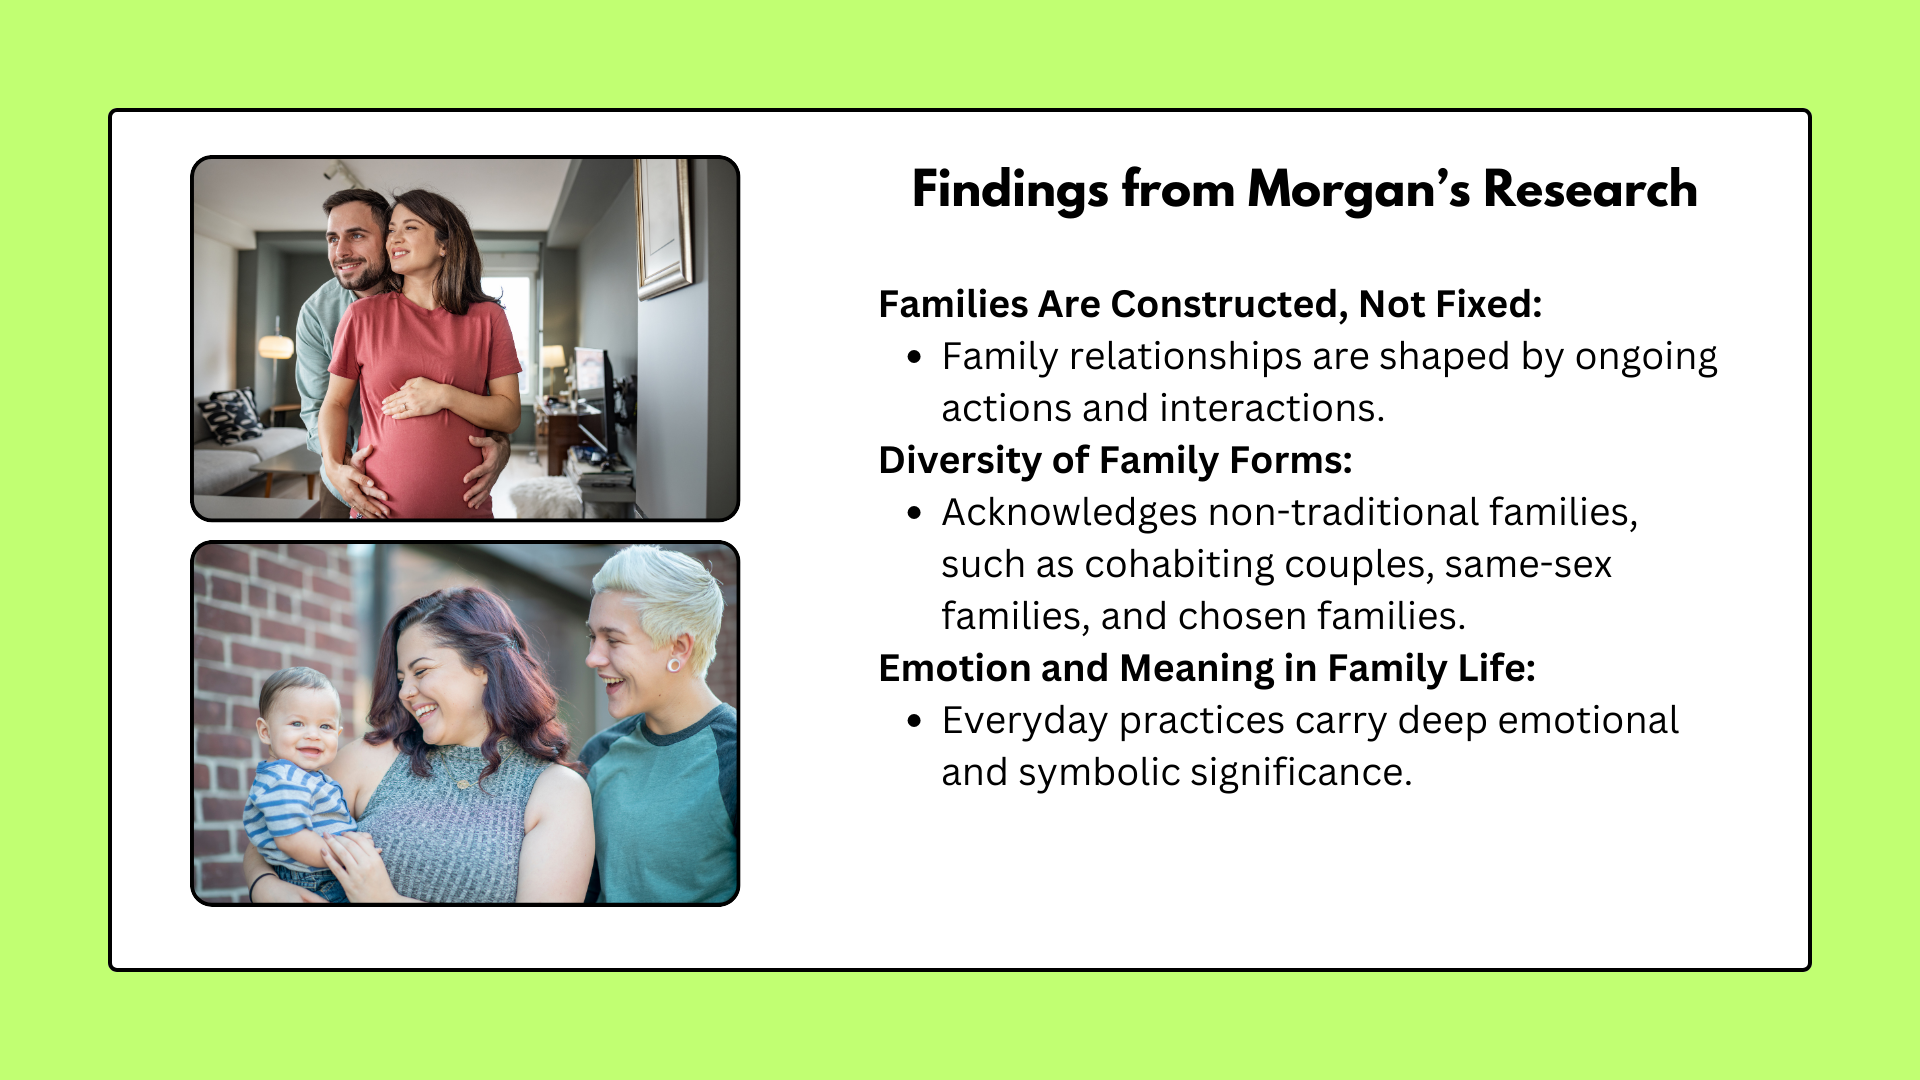 Findings from Morgan’s Research
Families Are Constructed, Not Fixed:
• Family relationships are shaped by ongoing
actions and interactions.
Diversity of Family Forms:
• Acknowledges non-traditional families,
such as cohabiting couples, same-sex
families, and chosen families.
Emotion and Meaning in Family Life:
• Everyday practices carry deep emotional
and symbolic significance.